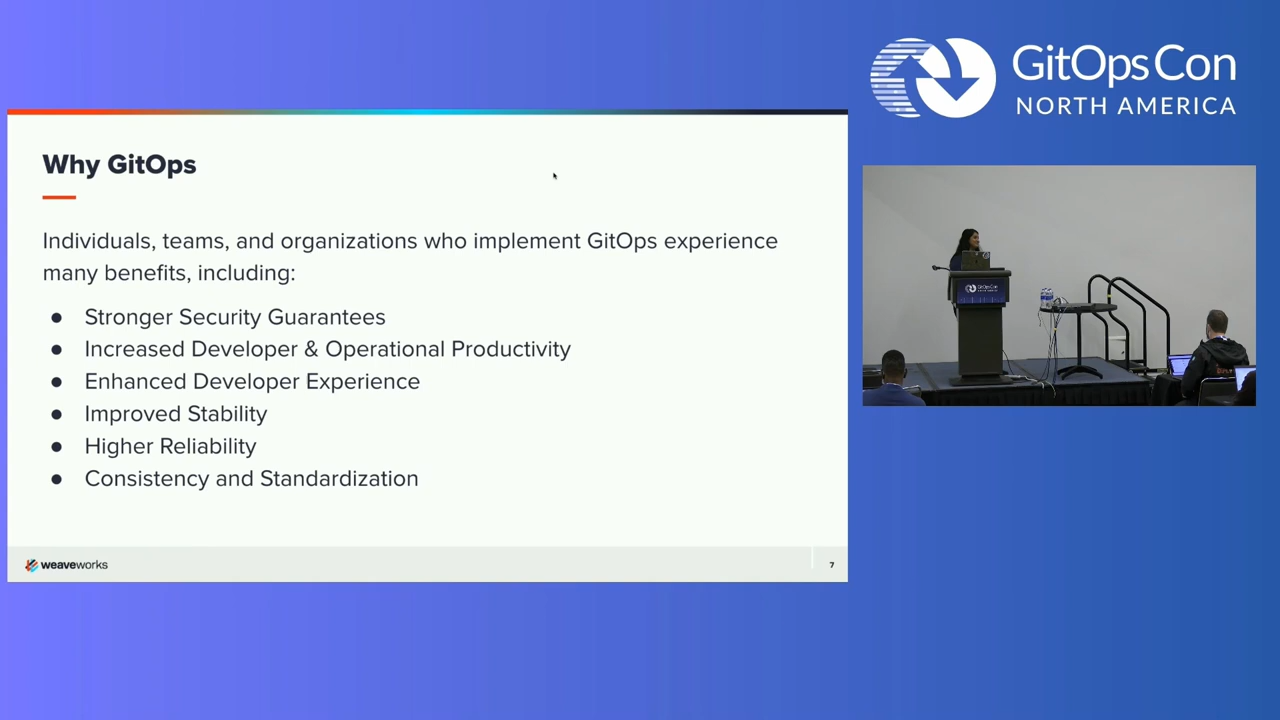 GitOpsCon
NORTH AMERICA
Why GitOps
Individuals, teams, and organizations who implement GitOps experience
many benefits, including:
● Stronger Security Guarantees
● Increased Developer & Operational Productivity
● Enhanced Developer Experience
● Improved Stability
● Higher Reliability
● Consistency and Standardization
weaveworks
7
GitOpsCon